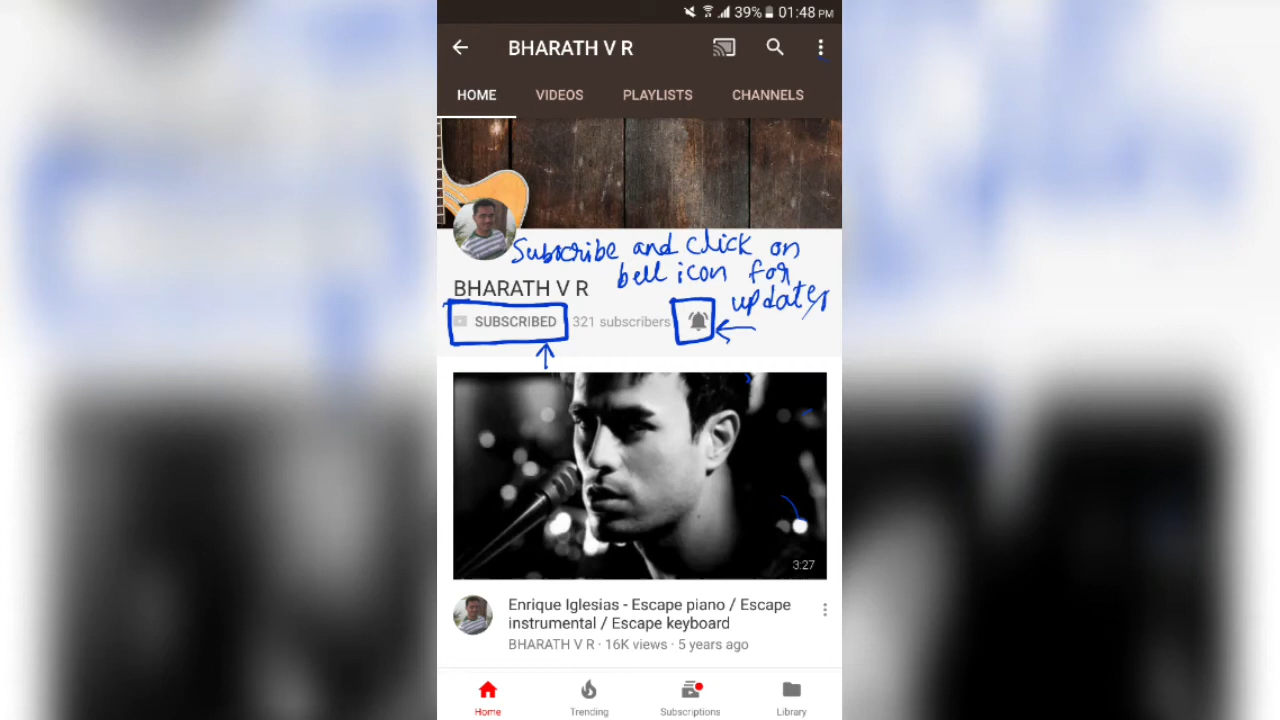 39% 01:48 PM
BHARATH V R
HOME VIDEOS PLAYLISTS CHANNELS
Subscribe and click on
bell icon for
updates
BHARATH V R
SUBSCRIBED 321 subscribers
3:27
Enrique Iglesias - Escape piano / Escape
instrumental / Escape keyboard
BHARATH V R · 16K views · 5 years ago
Home Trending Subscriptions Library